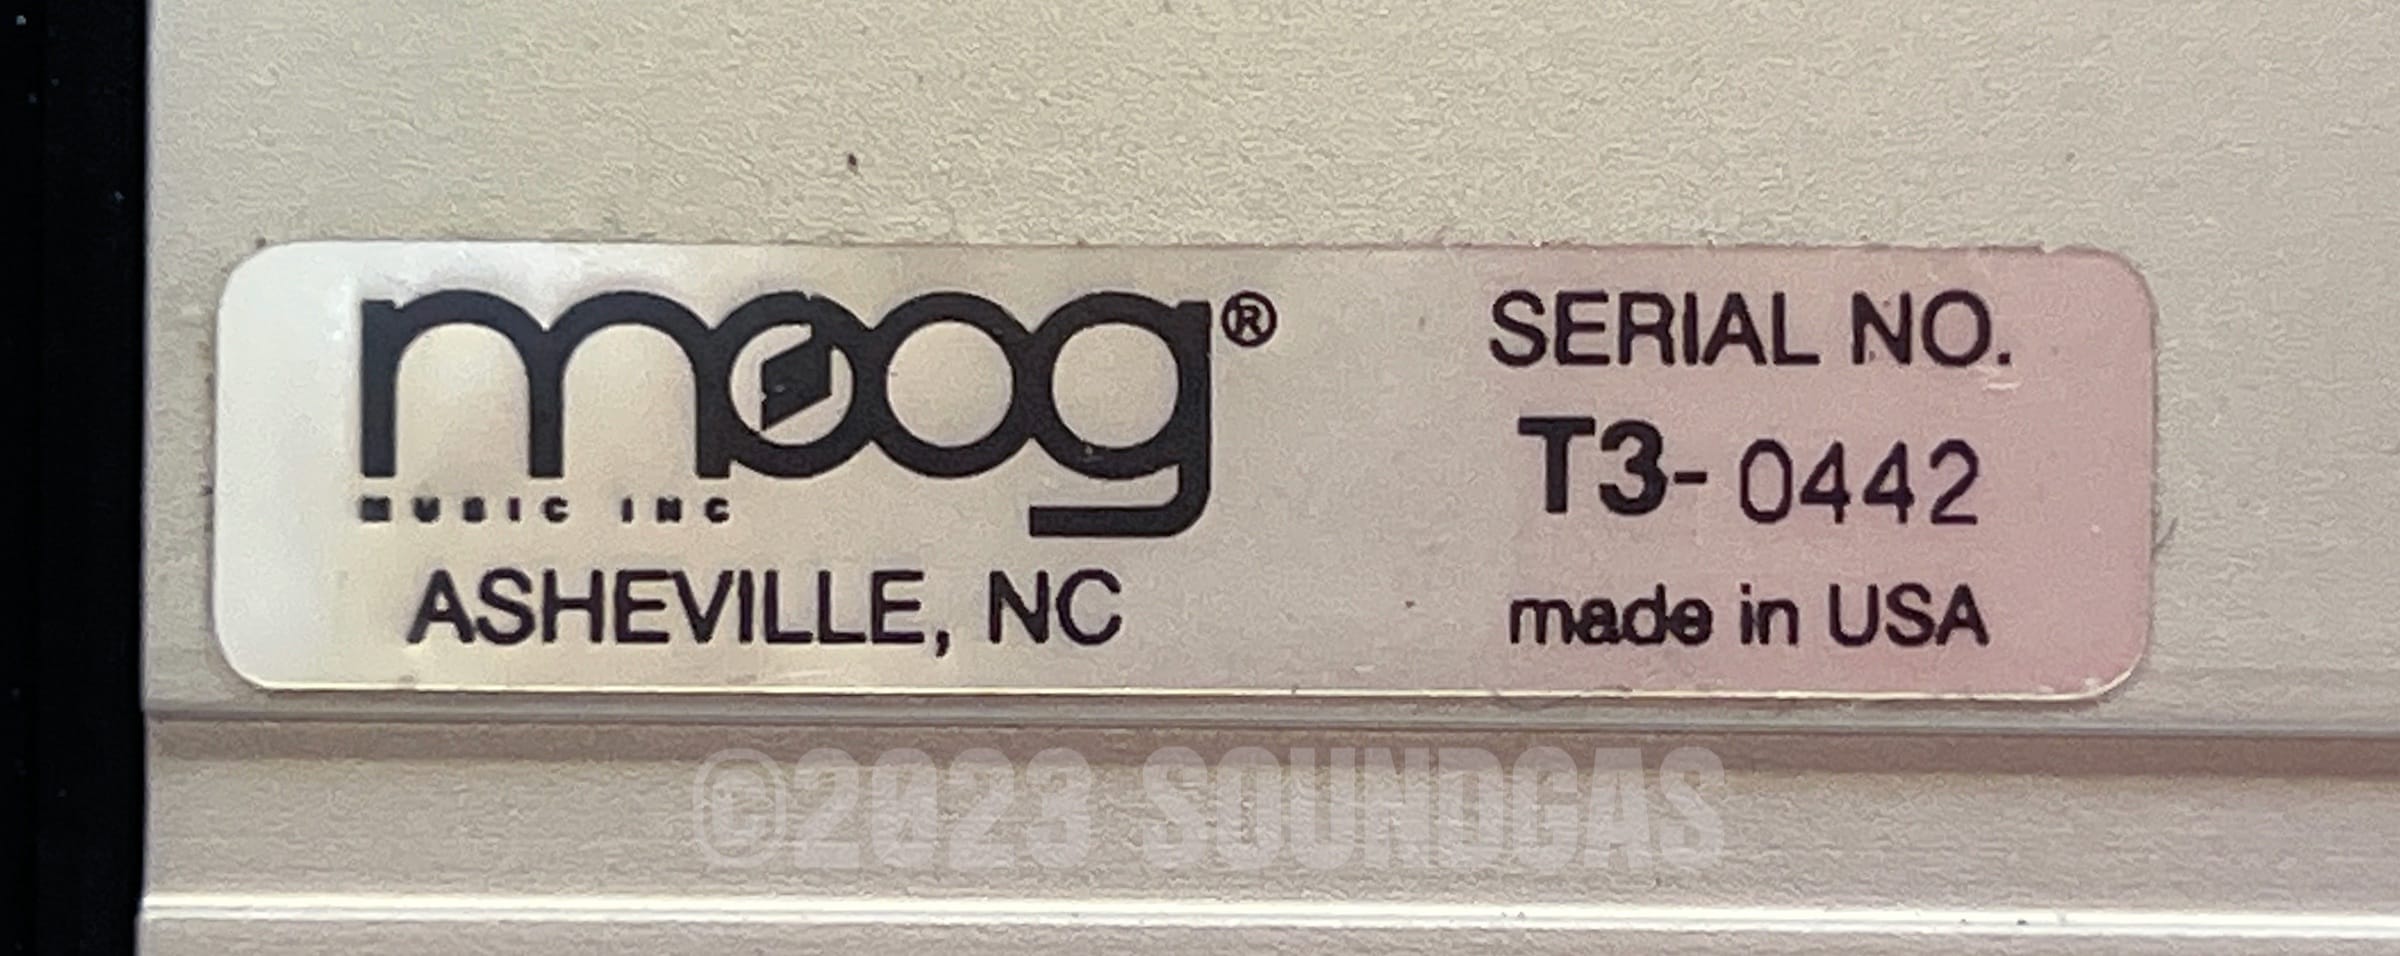 moog®
MUSIC INC
ASHEVILLE, NC
SERIAL NO.
T3-0442
made in USA
©2023 SOUNDGAS